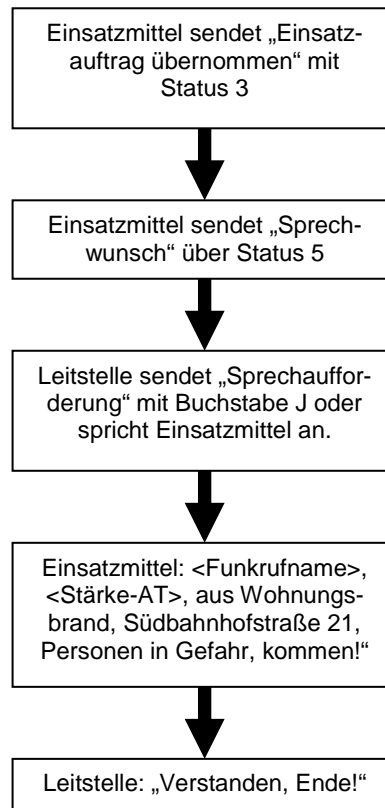 Einsatzmittel sendet „Einsatz-
auftrag übernommen“ mit
Status 3
Einsatzmittel sendet „Sprech-
wunsch“ über Status 5
Leitstelle sendet „Sprechauffor-
derung“ mit Buchstabe J oder
spricht Einsatzmittel an.
Einsatzmittel: <Funkrufname>,
<Stärke-AT>, aus Wohnungs-
brand, Südbahnhofstraße 21,
Personen in Gefahr, kommen!“
Leitstelle: „Verstanden, Ende!“